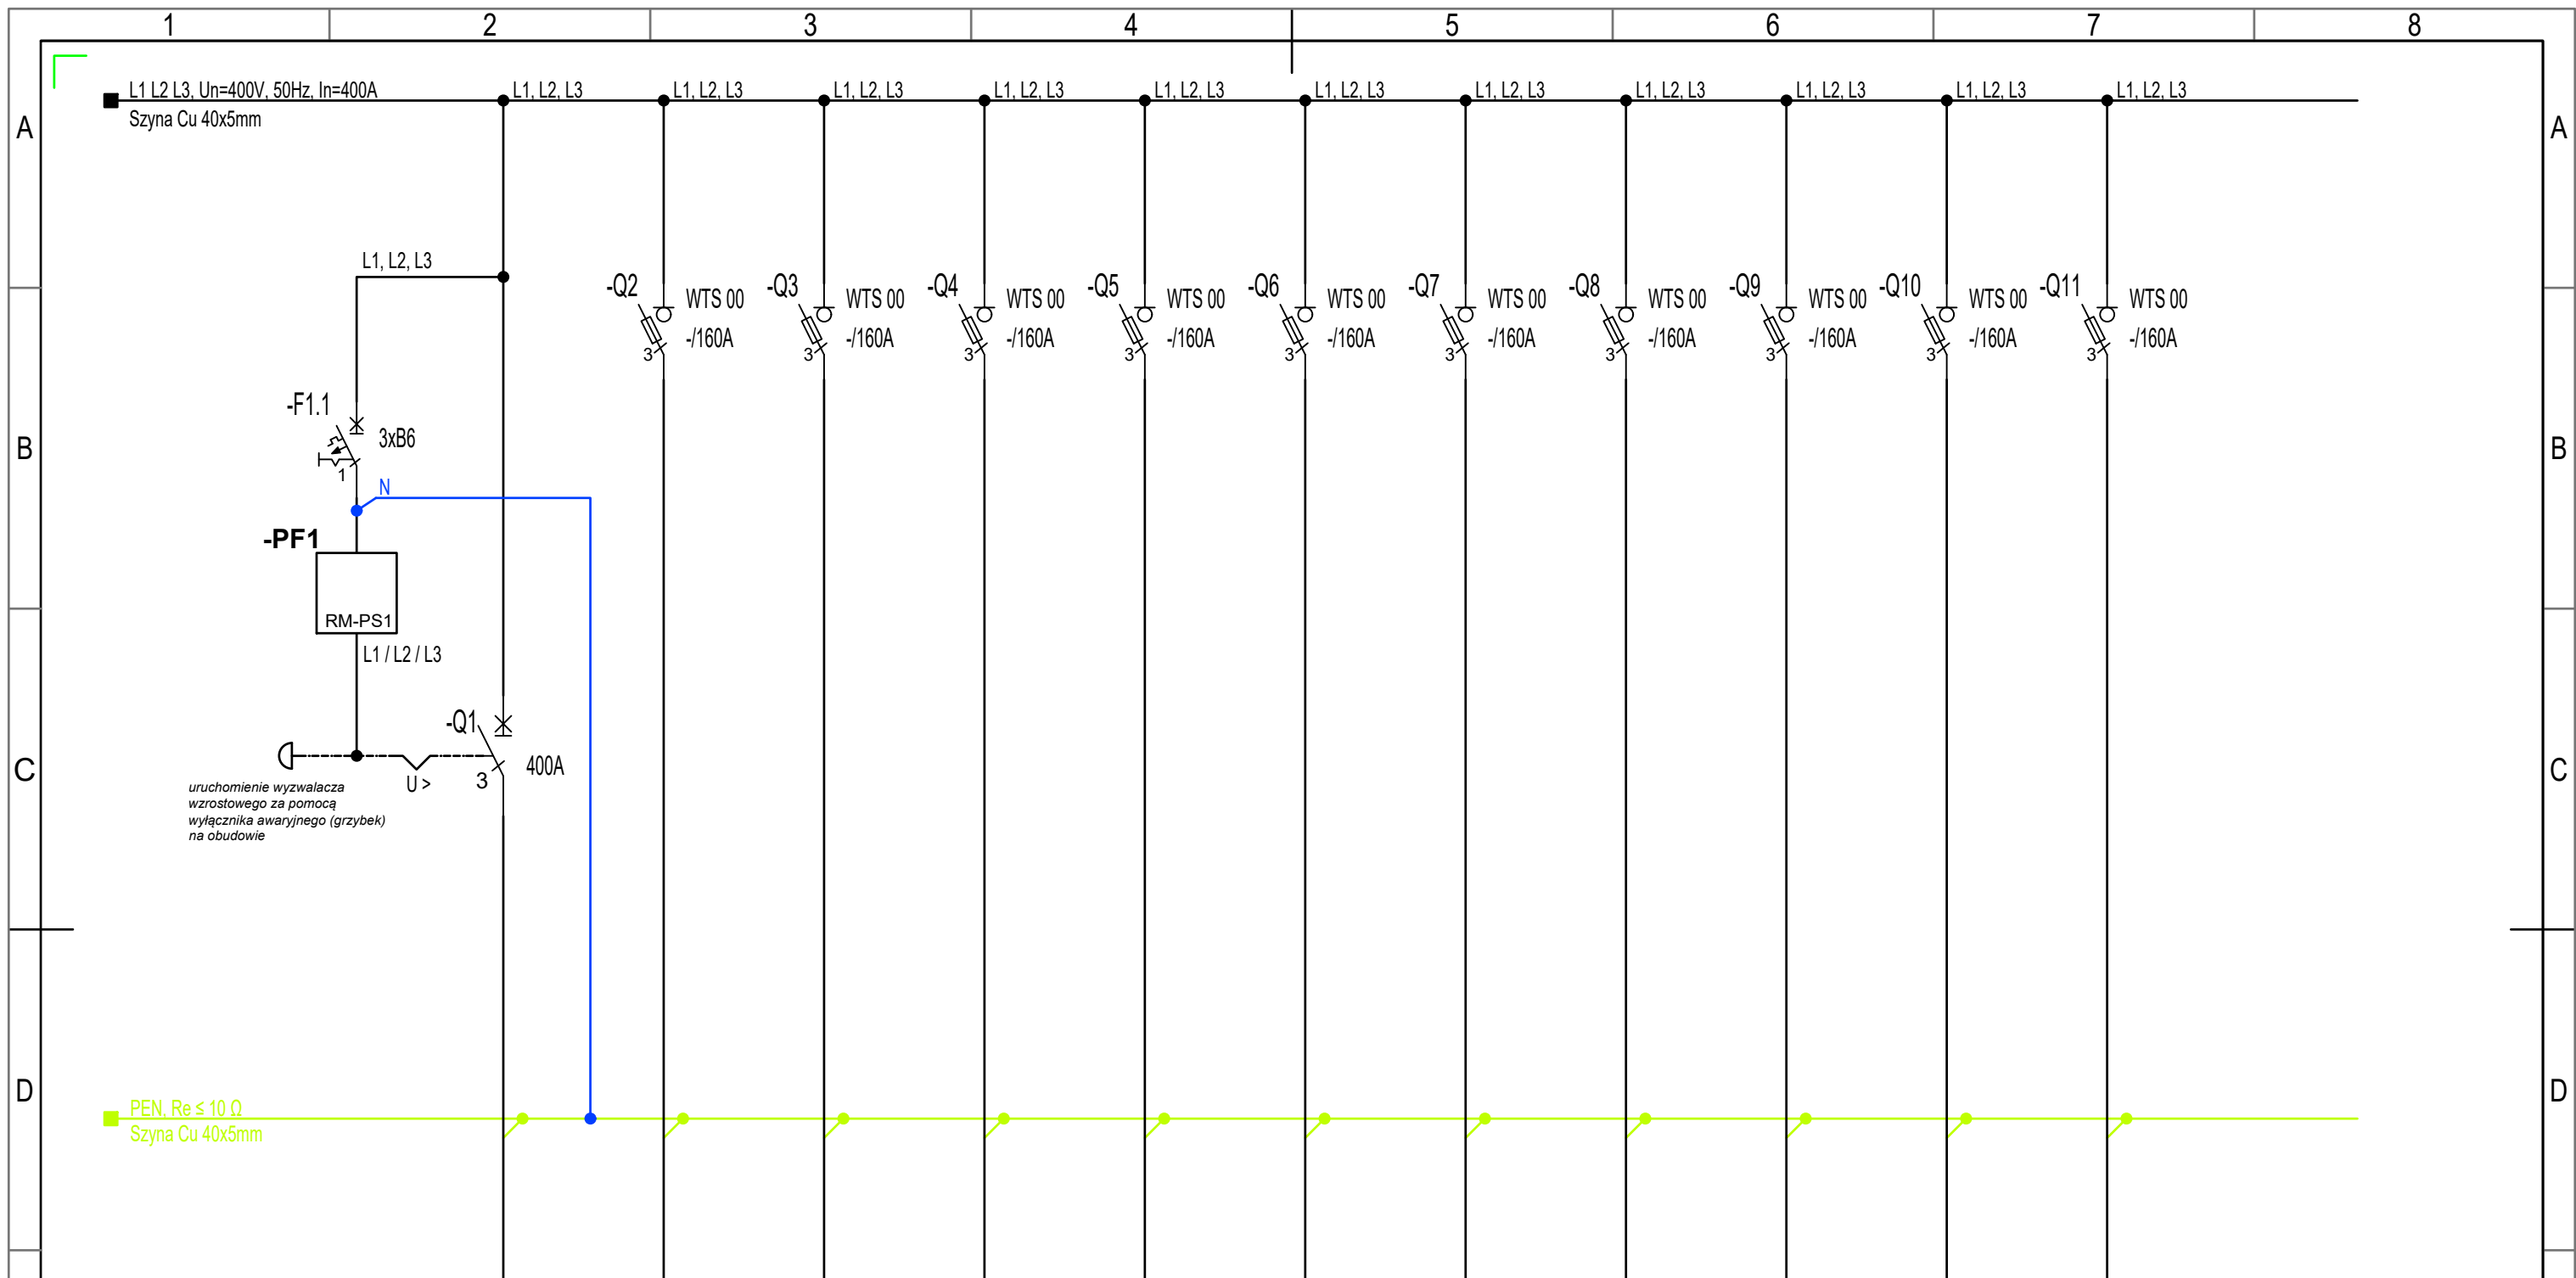 1 2 3 4 5 6 7 8
L1 L2 L3, Un=400V, 50Hz, In=400A
Szyna Cu 40x5mm
L1, L2, L3 L1, L2, L3 L1, L2, L3 L1, L2, L3 L1, L2, L3 L1, L2, L3 L1, L2, L3 L1, L2, L3 L1, L2, L3 L1, L2, L3 L1, L2, L3
A A
L1, L2, L3
-Q2 WTS 00
-/160A
3
-Q3 WTS 00
-/160A
3
-Q4 WTS 00
-/160A
3
-Q5 WTS 00
-/160A
3
-Q6 WTS 00
-/160A
3
-Q7 WTS 00
-/160A
3
-Q8 WTS 00
-/160A
3
-Q9 WTS 00
-/160A
3
-Q10 WTS 00
-/160A
3
-Q11 WTS 00
-/160A
3
-F1.1
3xB6
1
B B
N
-PF1
RM-PS1
L1 / L2 / L3
-Q1
400A
3
U >
C C
uruchomienie wyzwalacza
wzrostowego za pomocą
wyłącznika awaryjnego (grzybek)
na obudowie
D D
PEN, Re ≤ 10 Ω
Szyna Cu 40x5mm